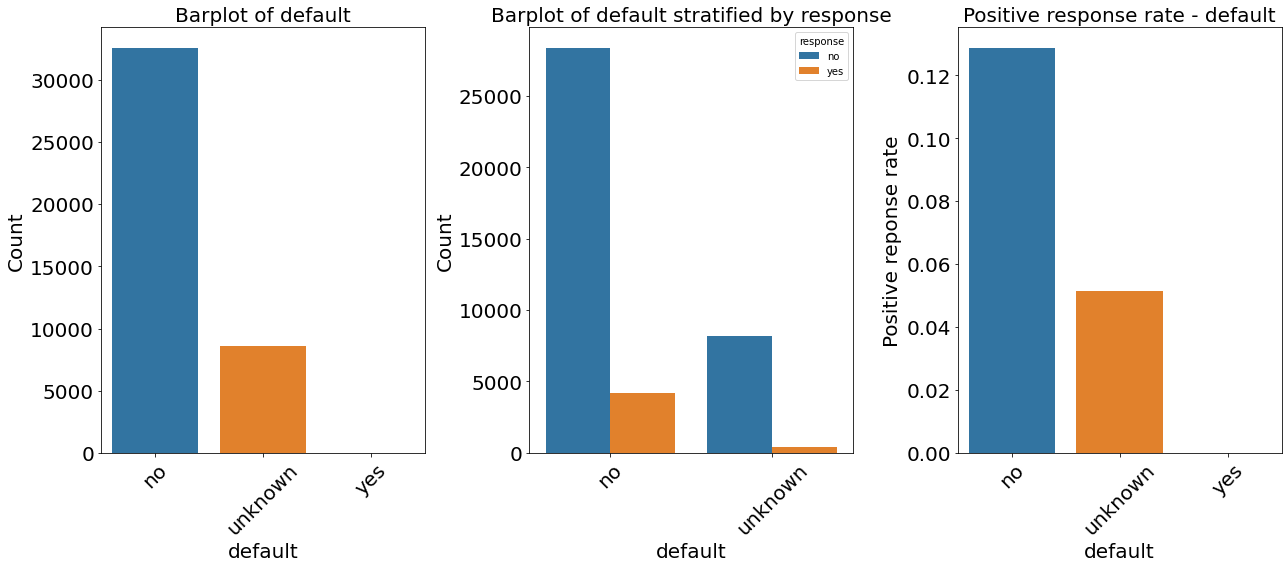 Barplot of default
Count
30000
25000
20000
15000
10000
5000
0
no
unknown
yes
default
Barplot of default stratified by response
response
no
yes
Count
25000
20000
15000
10000
5000
0
no
unknown
default
Positive response rate - default
Positive reponse rate
0.12
0.10
0.08
0.06
0.04
0.02
0.00
no
unknown
yes
default